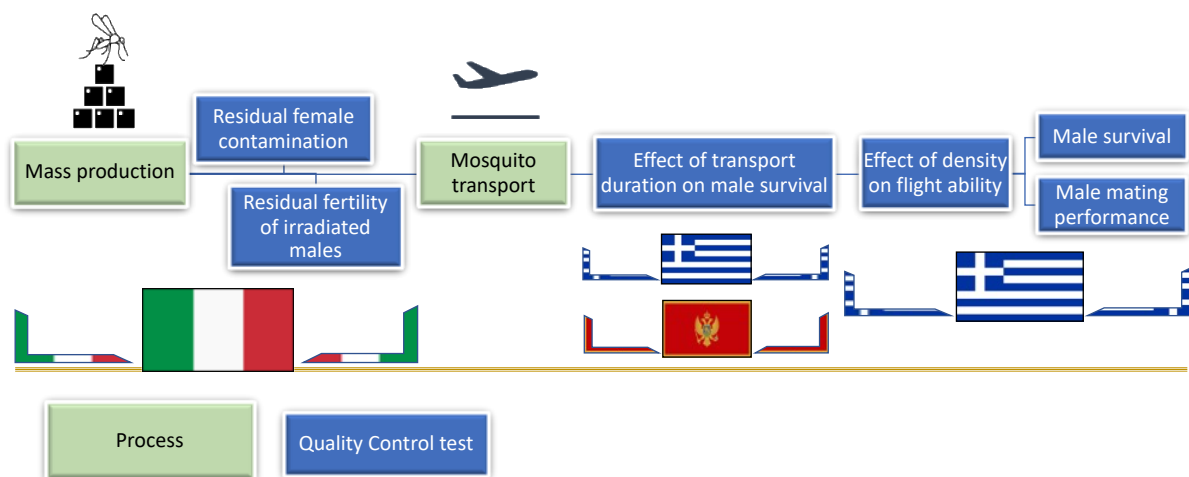 Mass production
Residual female
contamination
Residual fertility
of irradiated
males
Mosquito
transport
Effect of transport
duration on male survival
Effect of density
on flight ability
Male survival
Male mating
performance
Process
Quality Control test